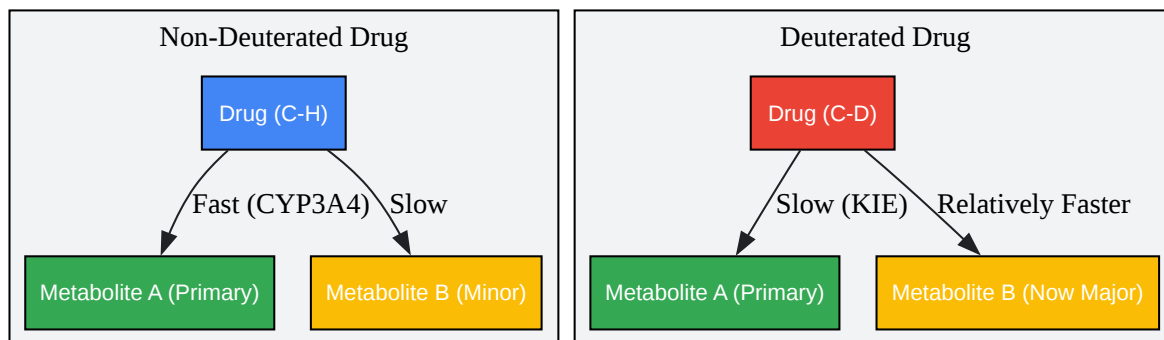 Non-Deuterated Drug
Drug (C-H)
Fast (CYP3A4)
Slow
Metabolite A (Primary)
Metabolite B (Minor)
Deuterated Drug
Drug (C-D)
Slow (KIE)
Relatively Faster
Metabolite A (Primary)
Metabolite B (Now Major)